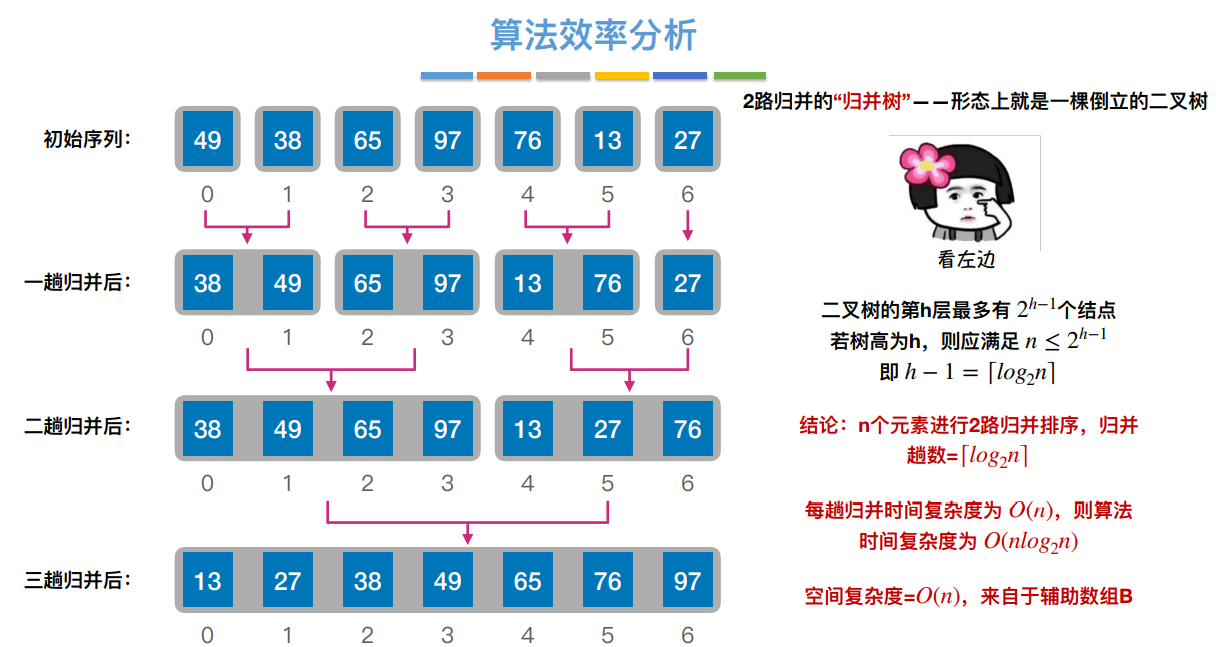 算法效率分析
2路归并的“归并树”——形态上就是一棵倒立的二叉树
初始序列：
49 38 65 97 76 13 27
0 1 2 3 4 5 6
一趟归并后：
38 49 65 97 13 76 27
0 1 2 3 4 5 6
二趟归并后：
38 49 65 97 13 27 76
0 1 2 3 4 5 6
三趟归并后：
13 27 38 49 65 76 97
0 1 2 3 4 5 6
看左边
二叉树的第h层最多有 2^{h−1}个结点
若树高为h，则应满足 n ≤ 2^{h−1}
即 h − 1 = ⌈log₂n⌉
结论：n个元素进行2路归并排序，归并
趟数=⌈log₂n⌉
每趟归并时间复杂度为 O(n)，则算法
时间复杂度为 O(nlog₂n)
空间复杂度=O(n)，来自于辅助数组B